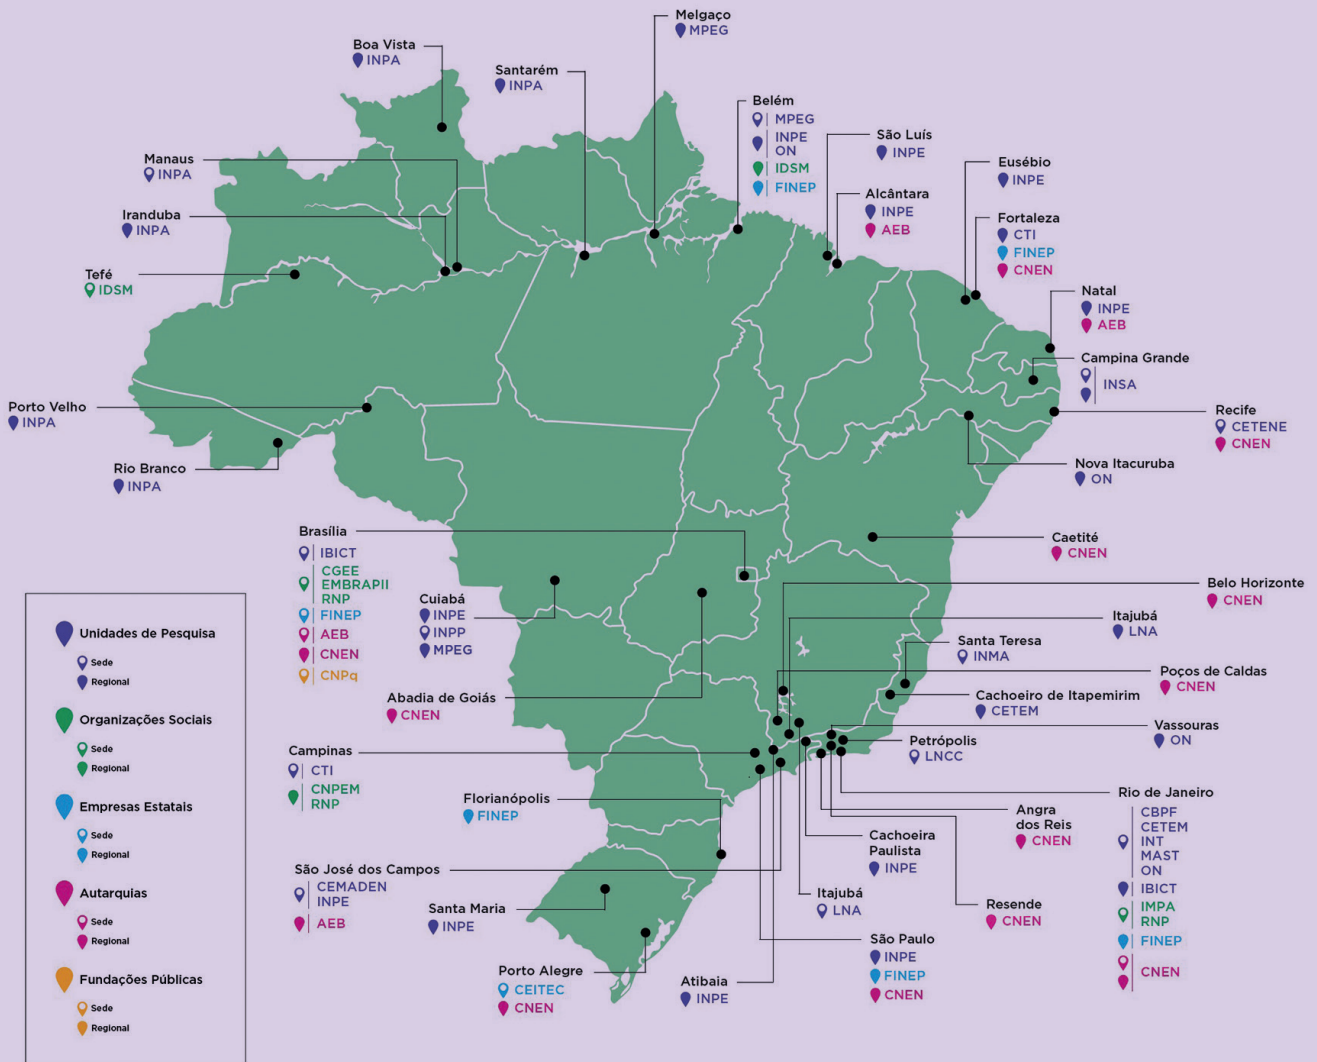 Melgaço
MPEG
Boa Vista
INPA
Santarém
INPA
Belém
MPEG
INPE
ON
IDSM
FINEP
São Luís
INPE
Manaus
INPA
Eusébio
INPE
Alcântara
INPE
AEB
Iranduba
INPA
Fortaleza
CTI
FINEP
CNEN
Tefé
IDSM
Natal
INPE
AEB
Campina Grande
INSA
Porto Velho
INPA
Recife
CETENE
CNEN
Rio Branco
INPA
Nova Itacuruba
ON
Brasília
IBICT
CGEE
EMBRAPII
RNP
FINEP
AEB
CNEN
CNPq
Caetité
CNEN
Cuiabá
INPE
INPP
MPEG
Belo Horizonte
CNEN
Itajubá
LNA
Santa Teresa
INMA
Poços de Caldas
CNEN
Abadia de Goiás
CNEN
Cachoeiro de Itapemirim
CETEM
Vassouras
ON
Petrópolis
LNCC
Campinas
CTI
CNPEM
RNP
Florianópolis
FINEP
Rio de Janeiro
CBPF
CETEM
INT
MAST
ON
IBICT
IMPA
RNP
FINEP
CNEN
Angra
dos Reis
CNEN
Cachoeira
Paulista
INPE
São José dos Campos
CEMADEN
INPE
AEB
Itajubá
LNA
Resende
CNEN
Santa Maria
INPE
São Paulo
INPE
FINEP
CNEN
Porto Alegre
CEITEC
CNEN
Atibaia
INPE
Unidades de Pesquisa
Sede
Regional
Organizações Sociais
Sede
Regional
Empresas Estatais
Sede
Regional
Autarquias
Sede
Regional
Fundações Públicas
Sede
Regional